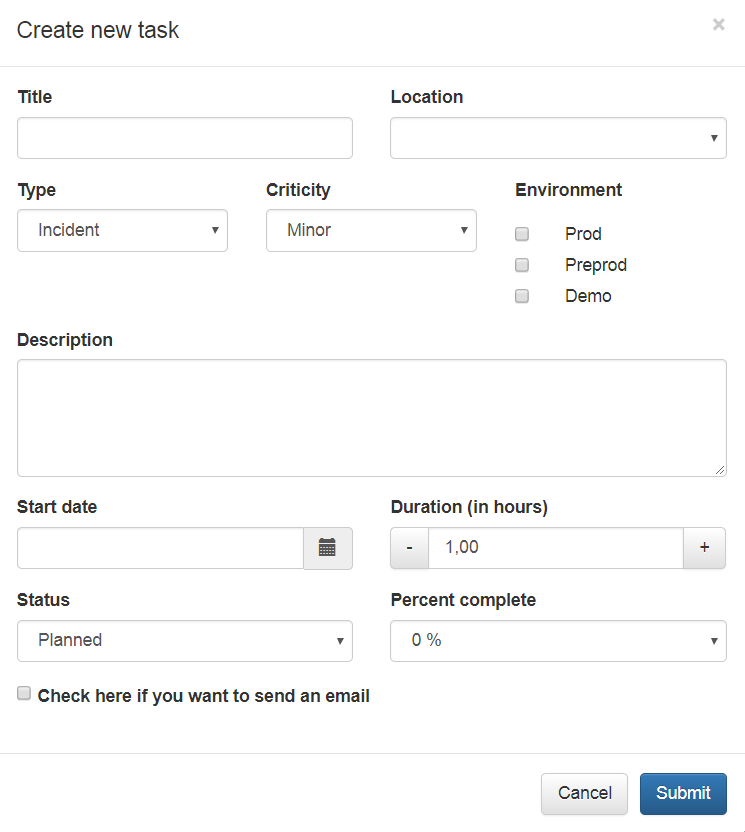 Create new task ×
Title Location
Type Criticity Environment
Incident Minor
Prod
Preprod
Demo
Description
Start date Duration (in hours)
- 1,00 +
Status Percent complete
Planned 0 %
Check here if you want to send an email
Cancel Submit